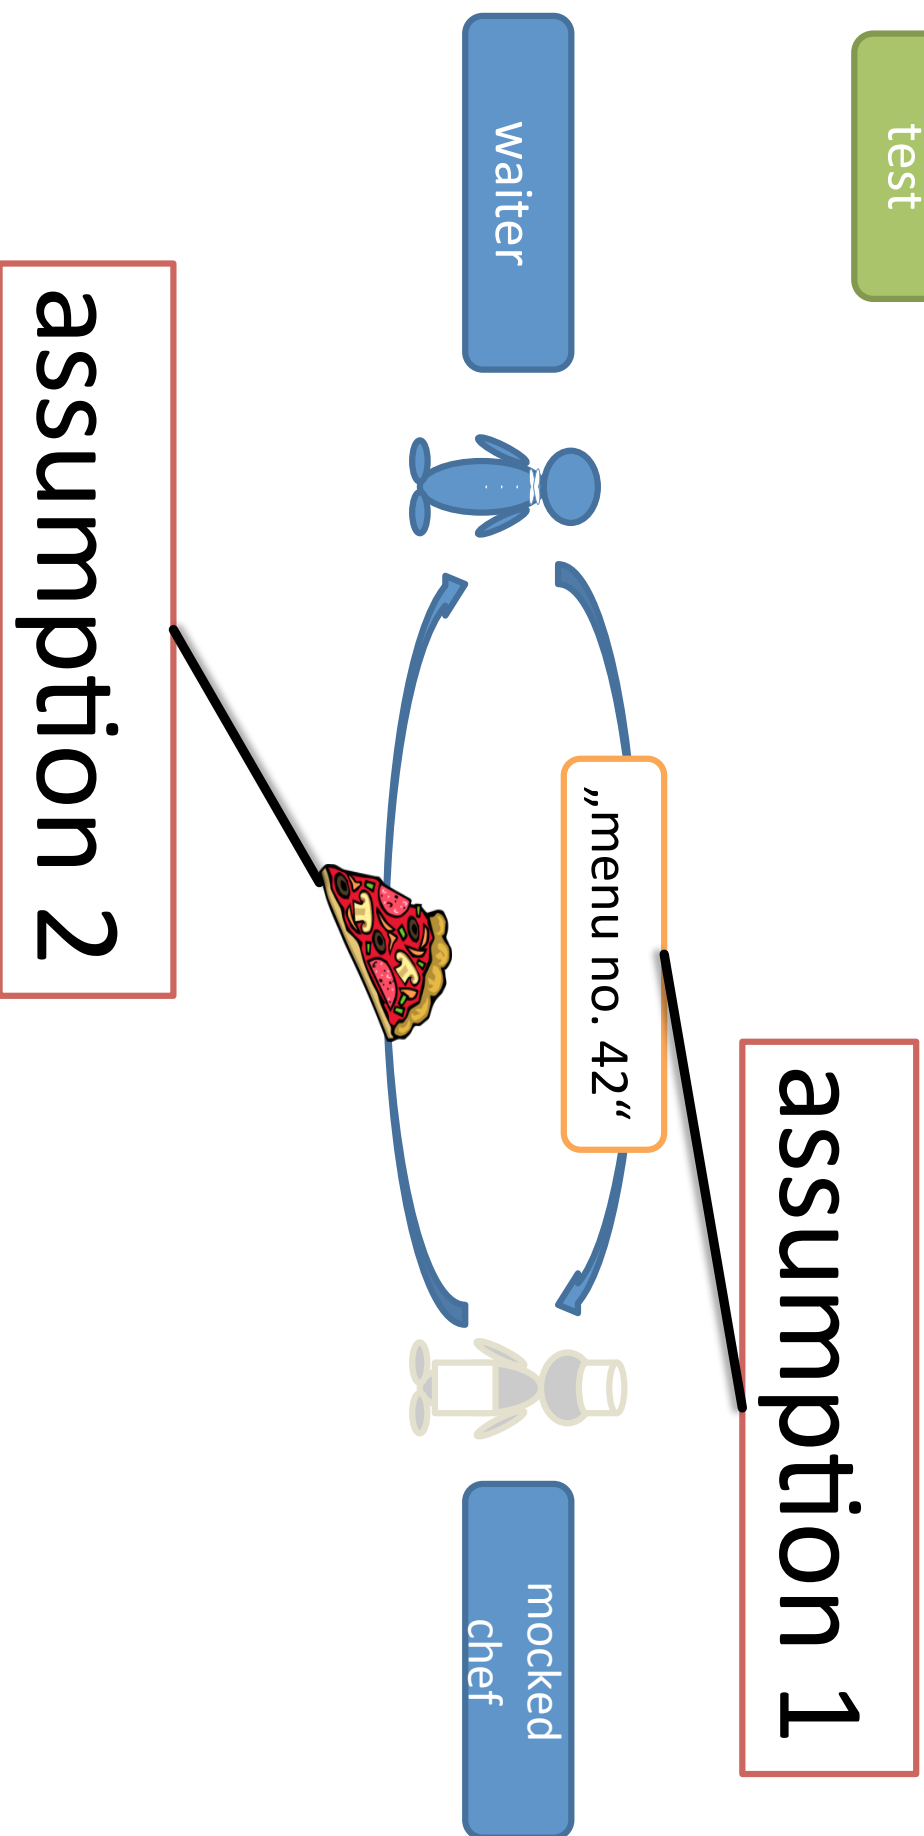 test
assumption 1
„menu no. 42“
waiter
mocked
chef
assumption 2